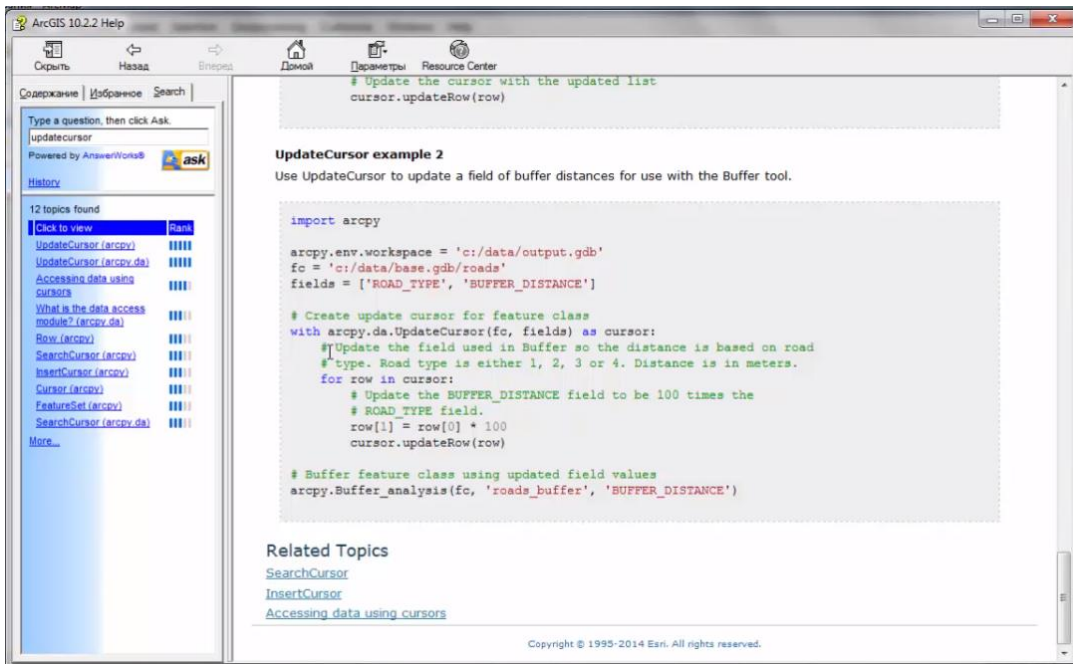 ArcGIS 10.2.2 Help
Скрыть Назад Вперед Домой Параметры Resource Center
Содержание Избранное Search
Type a question, then click Ask.
updatecursor
Powered by AnswerWorks® ask
History
12 topics found
Click to view Rank
UpdateCursor (arcpy)
UpdateCursor (arcpy.da)
Accessing data using
cursors
What is the data access
module? (arcpy.da)
Row (arcpy)
SearchCursor (arcpy)
InsertCursor (arcpy)
Cursor (arcpy)
FeatureSet (arcpy)
SearchCursor (arcpy.da)
More...
# Update the cursor with the updated list
cursor.updateRow(row)
UpdateCursor example 2
Use UpdateCursor to update a field of buffer distances for use with the Buffer tool.
import arcpy
arcpy.env.workspace = 'c:/data/output.gdb'
fc = 'c:/data/base.gdb/roads'
fields = ['ROAD_TYPE', 'BUFFER_DISTANCE']
# Create update cursor for feature class
with arcpy.da.UpdateCursor(fc, fields) as cursor:
# Update the field used in Buffer so the distance is based on road
# type. Road type is either 1, 2, 3 or 4. Distance is in meters.
for row in cursor:
# Update the BUFFER_DISTANCE field to be 100 times the
# ROAD_TYPE field.
row[1] = row[0] * 100
cursor.updateRow(row)
# Buffer feature class using updated field values
arcpy.Buffer_analysis(fc, 'roads_buffer', 'BUFFER_DISTANCE')
Related Topics
SearchCursor
InsertCursor
Accessing data using cursors
Copyright © 1995-2014 Esri. All rights reserved.